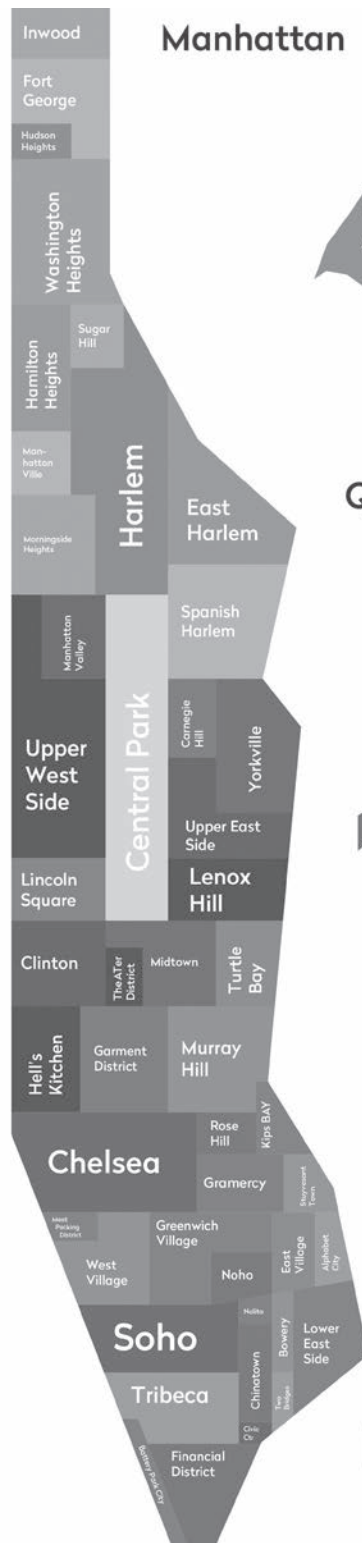 Manhattan
Inwood
Fort
George
Hudson
Heights
Washington
Heights
Sugar
Hill
Hamilton
Heights
Man-
hattan
Ville
Harlem
East
Harlem
Morningside
Heights
Q
Spanish
Harlem
Manhattan
Valley
Central Park
Carnegie
Hill
Yorkville
Upper
West
Side
Upper East
Side
Lincoln
Square
Lenox
Hill
Clinton
TheATer
District
Midtown
Turtle
Bay
Hell's
Kitchen
Garment
District
Murray
Hill
Rose
Hill
Kips BAY
Chelsea
Gramercy
Stuyvesant
Town
Meat
Packing
District
Greenwich
Village
West
Village
East
Village
Alphabet
City
Noho
Nolita
Soho
Chinatown
Bowery
Lower
East
Side
Tribeca
Two
Bridges
Civic
Ctr
Battery Park City
Financial
District